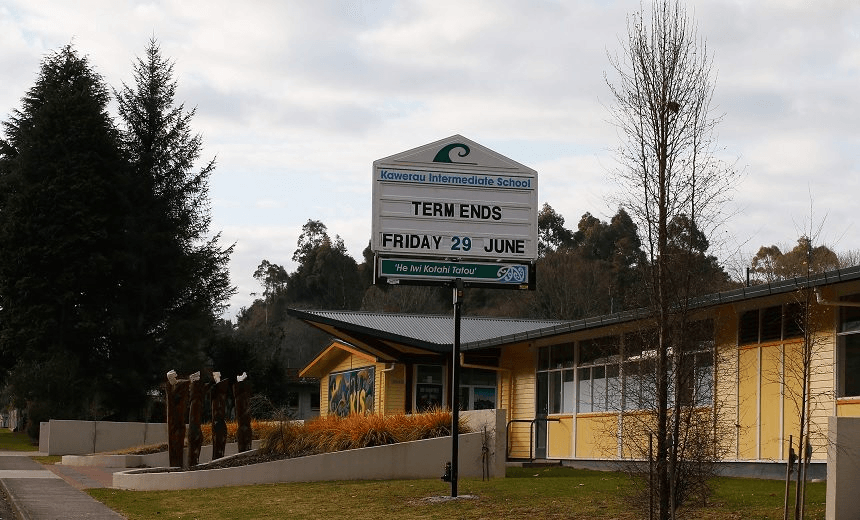 Kawerau Intermediate School
TERM ENDS
FRIDAY 29 JUNE
'He Iwi Kotahi Tatou'